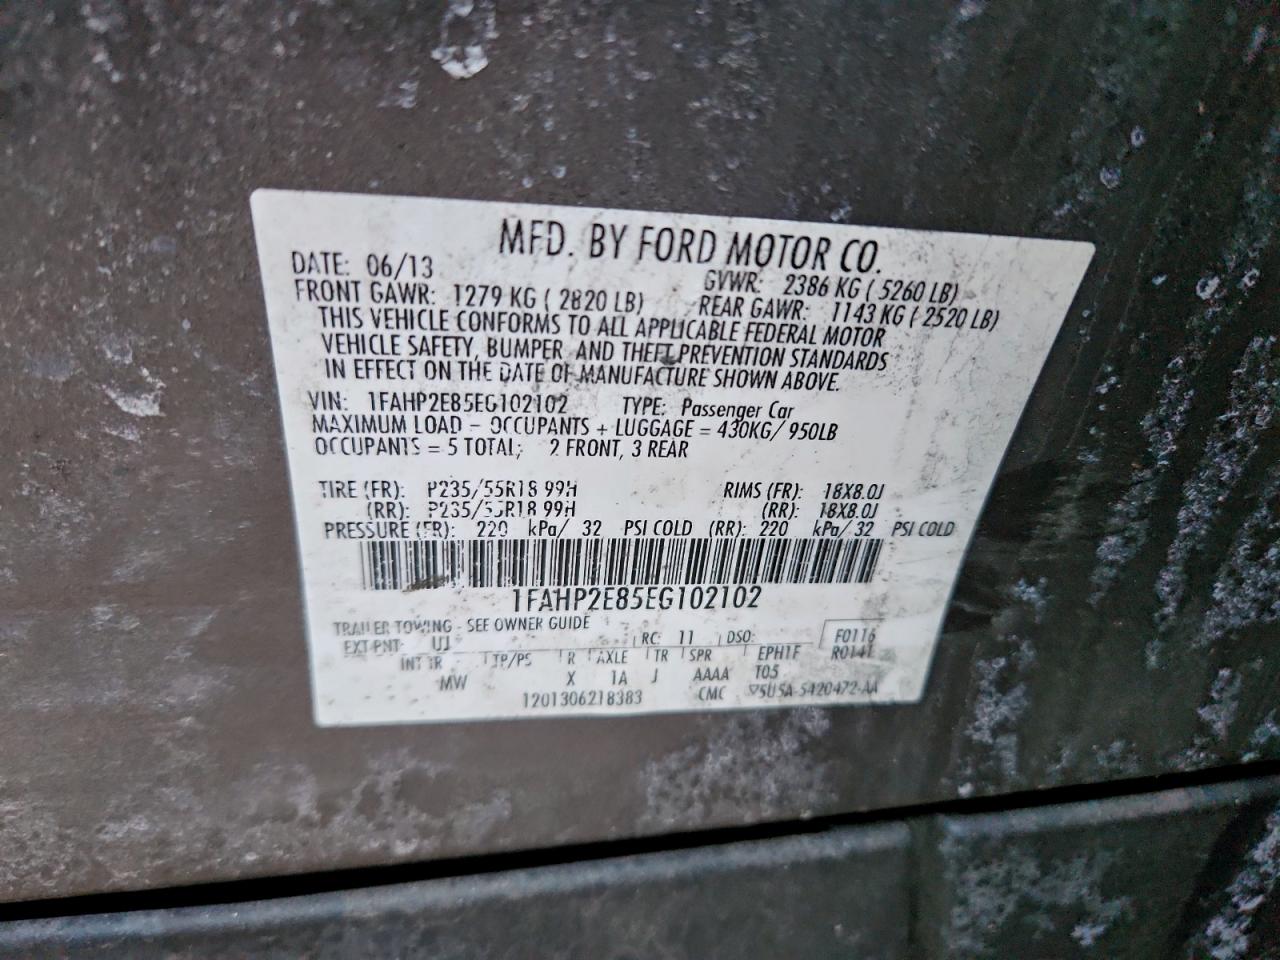 MFD. BY FORD MOTOR CO.
DATE: 06/13 GVWR: 2386 KG ( 5260 LB)
FRONT GAWR: 1279 KG ( 2820 LB) REAR GAWR: 1143 KG ( 2520 LB)
THIS VEHICLE CONFORMS TO ALL APPLICABLE FEDERAL MOTOR
VEHICLE SAFETY, BUMPER, AND THEFT PREVENTION STANDARDS
IN EFFECT ON THE DATE OF MANUFACTURE SHOWN ABOVE.
VIN: 1FAHP2E85EG102102 TYPE: Passenger Car
MAXIMUM LOAD - OCCUPANTS + LUGGAGE = 430KG/ 950LB
OCCUPANTS = 5 TOTAL; 2 FRONT, 3 REAR
TIRE (FR): P235/55R18 99H RIMS (FR): 18X8.0J
(RR): P235/55R18 99H (RR): 18X8.0J
PRESSURE (FR): 220 kPa/ 32 PSI COLD (RR): 220 kPa/ 32 PSI COLD
1FAHP2E85EG102102
TRAILER TOWING - SEE OWNER GUIDE
EXT PNT: UJ RC: 11 DSO: F0116
INT TR TP/PS R AXLE TR SPR EPH1F R0141
MW X 1A J AAAA T05
1201306218383 CMC 5U5A-5420472-AA